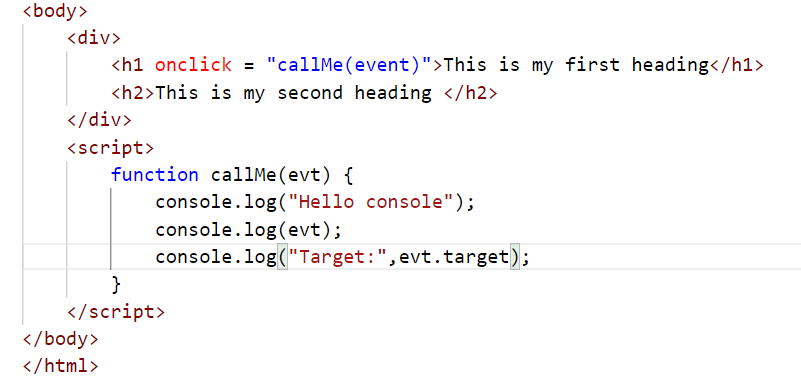 <body>
<div>
<h1 onclick = "callMe(event)">This is my first heading</h1>
<h2>This is my second heading </h2>
</div>
<script>
function callMe(evt) {
console.log("Hello console");
console.log(evt);
console.log("Target:",evt.target);
}
</script>
</body>
</html>